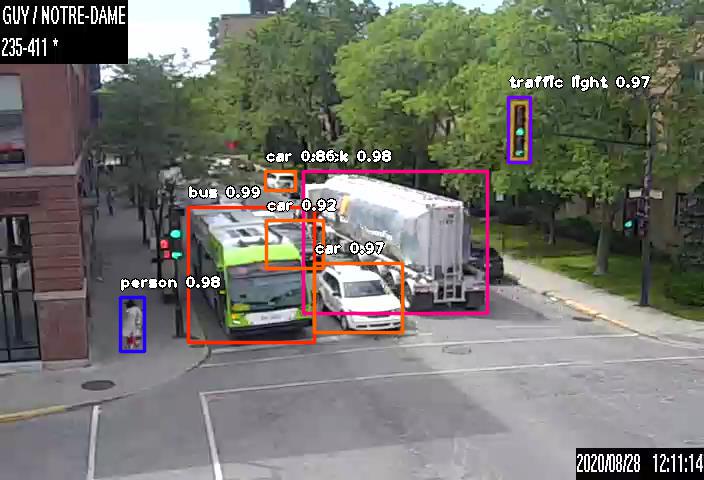 GUY / NOTRE-DAME
235-411 *
traffic light 0.97
car 0.86
k 0.98
bus 0.99
car 0.92
car 0.97
person 0.98
2020/08/28 12:11:14